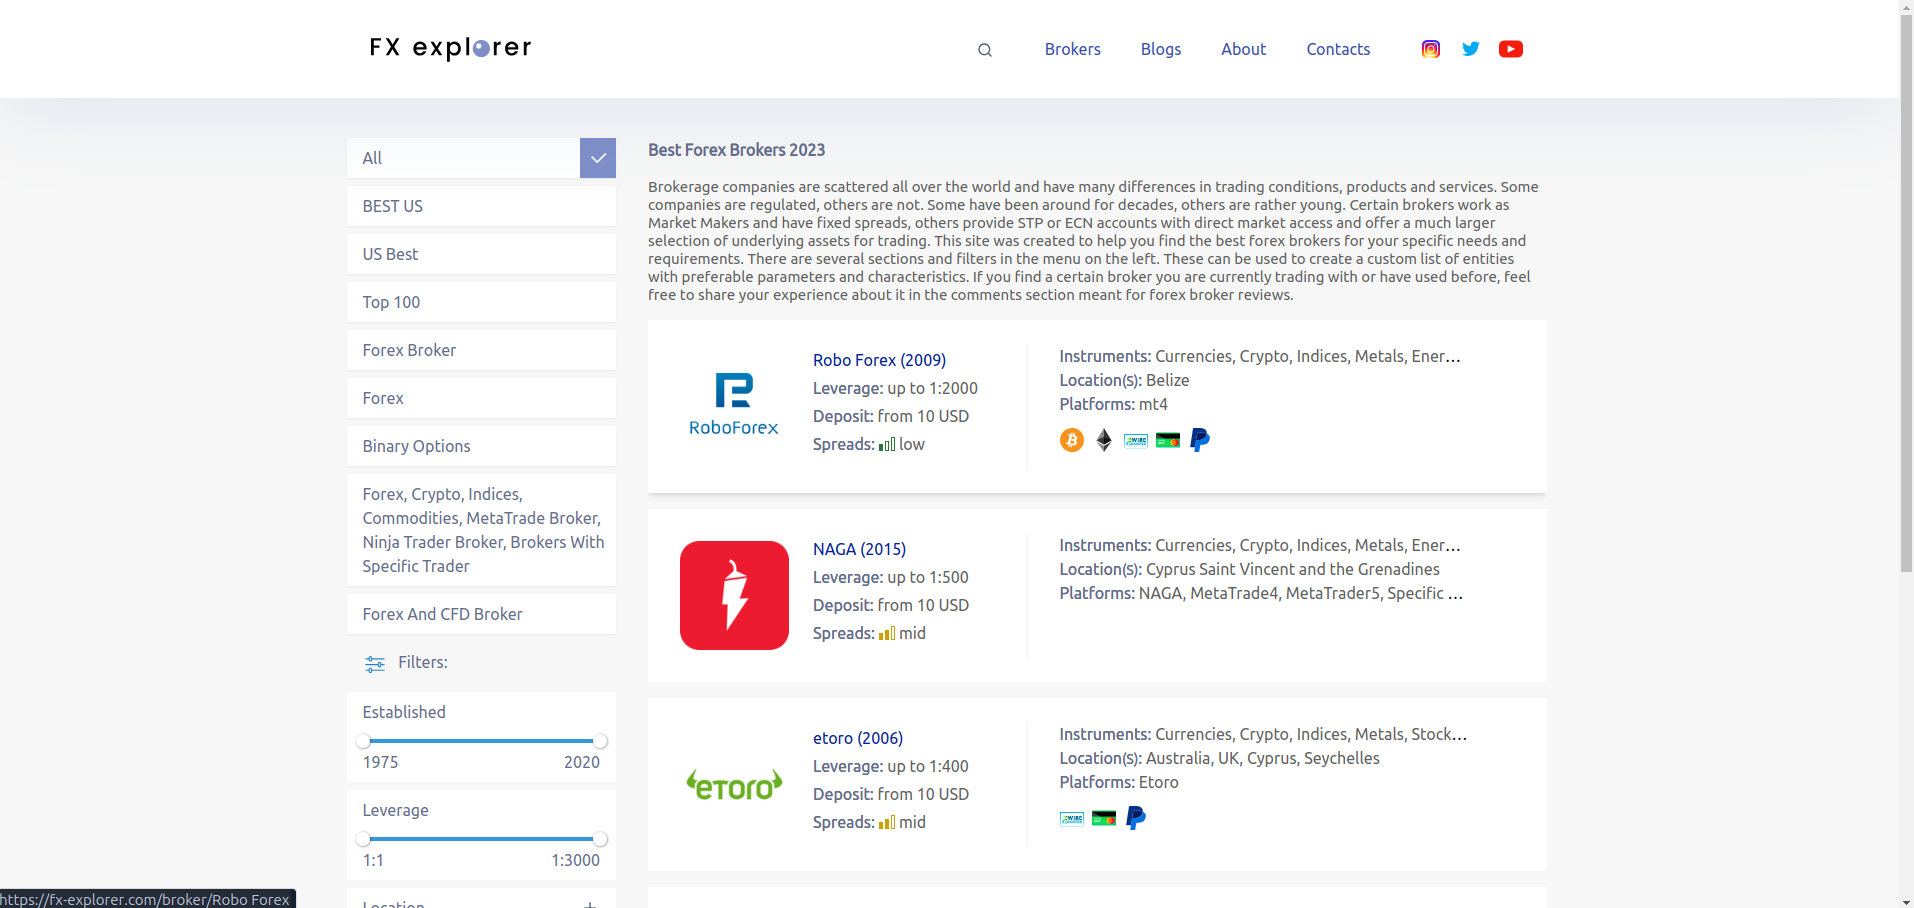 FX explorer
Brokers
Blogs
About
Contacts
All
BEST US
US Best
Top 100
Forex Broker
Forex
Binary Options
Forex, Crypto, Indices,
Commodities, MetaTrade Broker,
Ninja Trader Broker, Brokers With
Specific Trader
Forex And CFD Broker
Filters:
Established
1975 2020
Leverage
1:1 1:3000
Location
Best Forex Brokers 2023
Brokerage companies are scattered all over the world and have many differences in trading conditions, products and services. Some
companies are regulated, others are not. Some have been around for decades, others are rather young. Certain brokers work as
Market Makers and have fixed spreads, others provide STP or ECN accounts with direct market access and offer a much larger
selection of underlying assets for trading. This site was created to help you find the best forex brokers for your specific needs and
requirements. There are several sections and filters in the menu on the left. These can be used to create a custom list of entities
with preferable parameters and characteristics. If you find a certain broker you are currently trading with or have used before, feel
free to share your experience about it in the comments section meant for forex broker reviews.
RoboForex
Robo Forex (2009)
Leverage: up to 1:2000
Deposit: from 10 USD
Spreads: low
Instruments: Currencies, Crypto, Indices, Metals, Ener...
Location(S): Belize
Platforms: mt4
NAGA (2015)
Leverage: up to 1:500
Deposit: from 10 USD
Spreads: mid
Instruments: Currencies, Crypto, Indices, Metals, Ener...
Location(S): Cyprus Saint Vincent and the Grenadines
Platforms: NAGA, MetaTrade4, MetaTrader5, Specific ...
eToro
etoro (2006)
Leverage: up to 1:400
Deposit: from 10 USD
Spreads: mid
Instruments: Currencies, Crypto, Indices, Metals, Stock...
Location(S): Australia, UK, Cyprus, Seychelles
Platforms: Etoro
https://fx-explorer.com/broker/Robo Forex